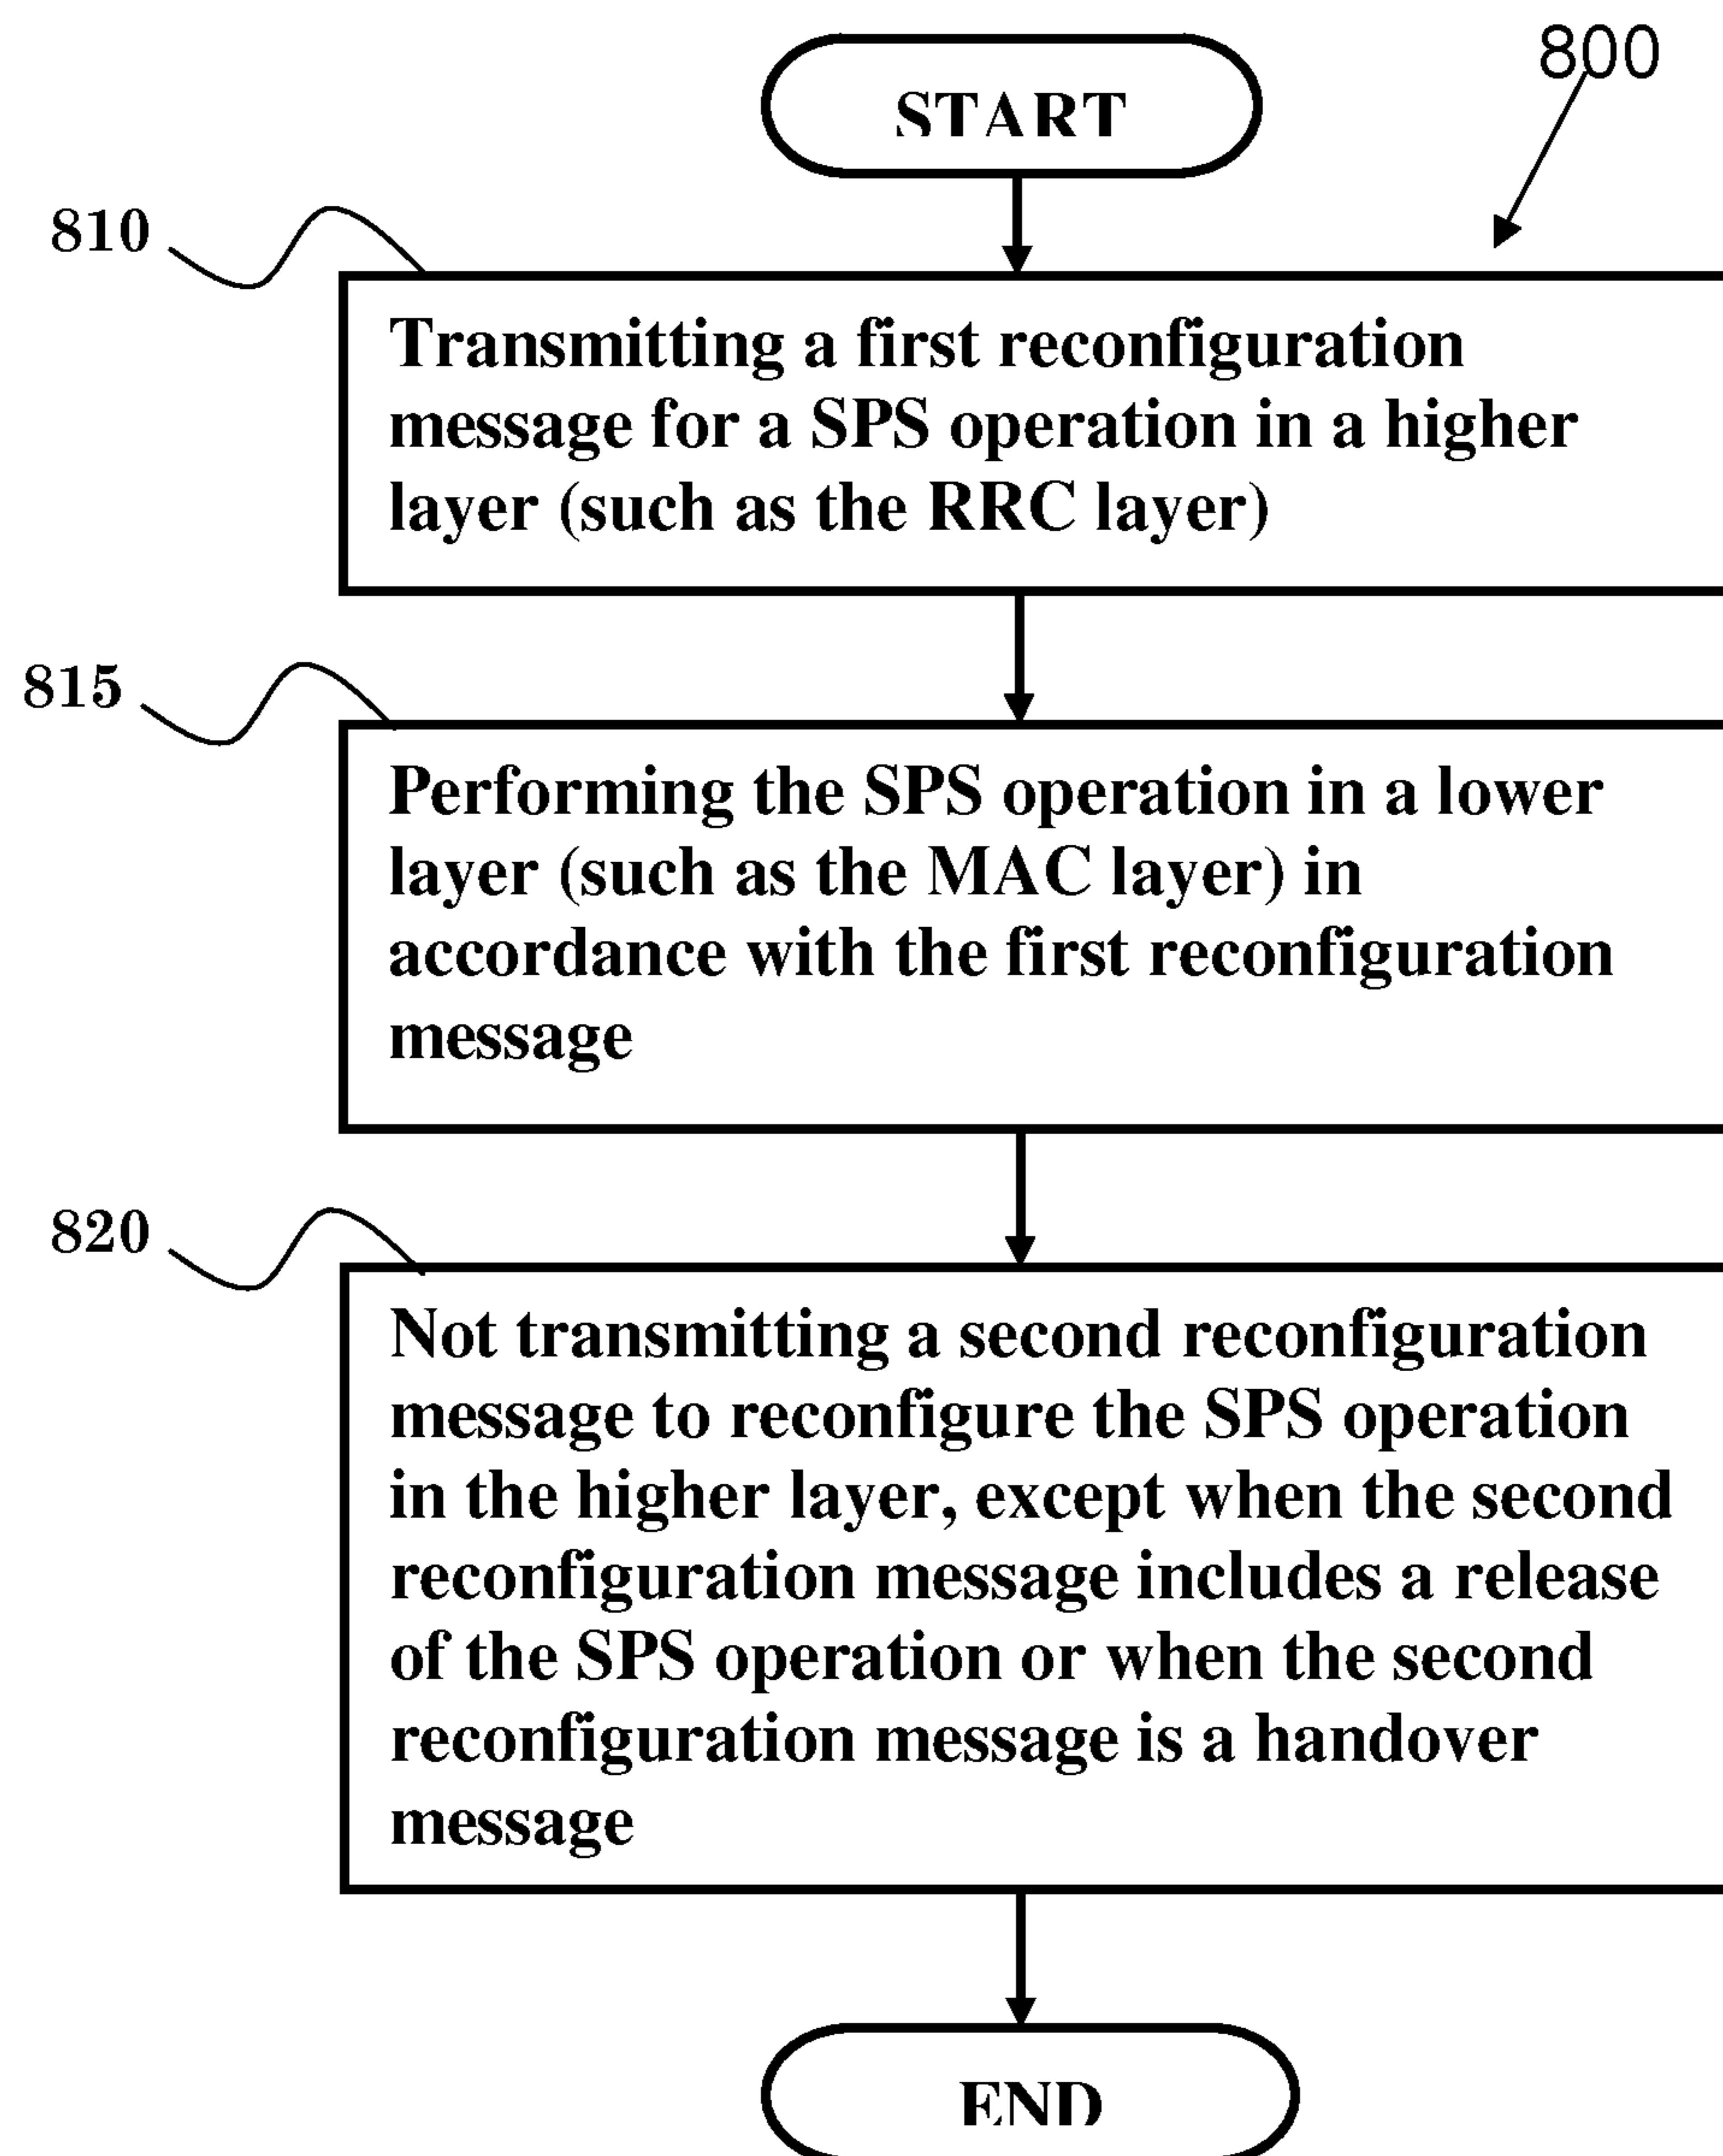 800
START
810
Transmitting a first reconfiguration
message for a SPS operation in a higher
layer (such as the RRC layer)
815
Performing the SPS operation in a lower
layer (such as the MAC layer) in
accordance with the first reconfiguration
message
820
Not transmitting a second reconfiguration
message to reconfigure the SPS operation
in the higher layer, except when the second
reconfiguration message includes a release
of the SPS operation or when the second
reconfiguration message is a handover
message
END